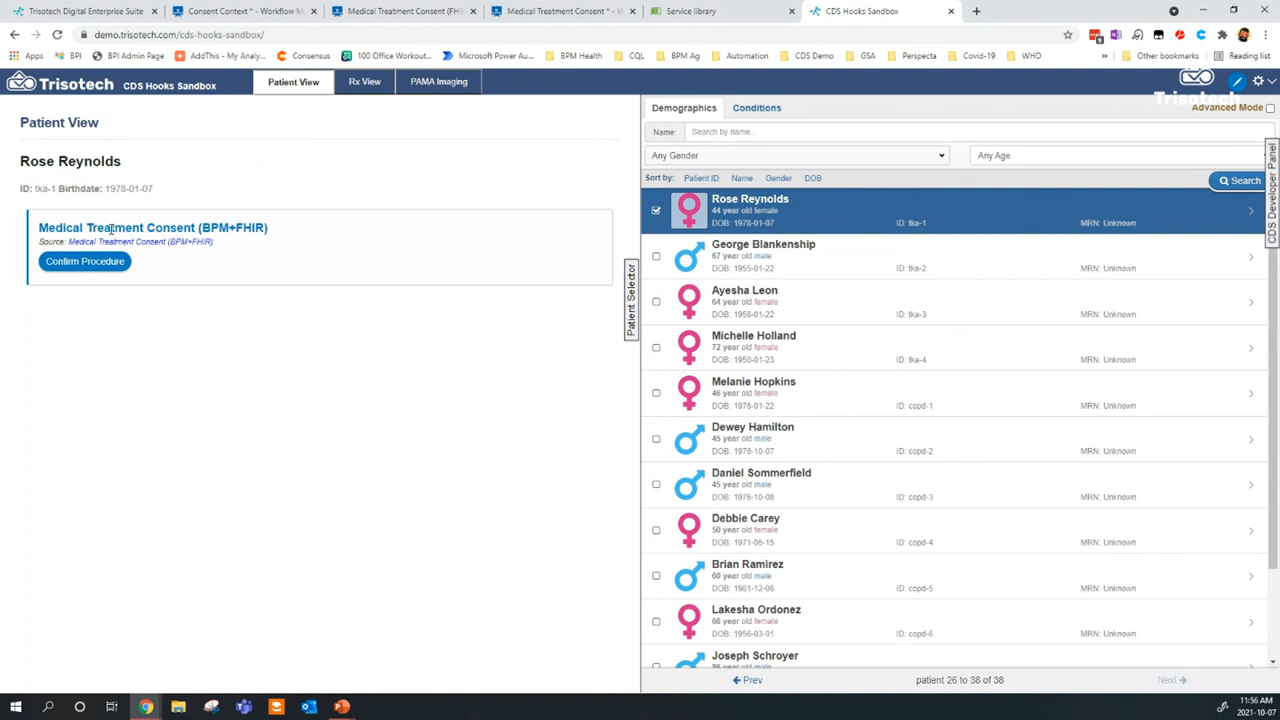 Trisotech Digital Enterprise Suite
Consent Context * - Workflow M
Medical Treatment Consent (FHI
Medical Treatment Consent * - W
Service library
CDS Hooks Sandbox
demo.trisotech.com/cds-hooks-sandbox/
Apps
BPI
BPI Admin Page
AddThis - My Analy...
Consensus
100 Office Workout...
Microsoft Power Au...
BPM Health
CQL
BPM Ag
Automation
CDS Demo
GSA
Perspecta
Covid-19
WHO
Other bookmarks
Reading list
Trisotech CDS Hooks Sandbox
Patient View
Rx View
PAMA Imaging
Trisotech
Patient View
Rose Reynolds
ID: tka-1 Birthdate: 1978-01-07
Medical Treatment Consent (BPM+FHIR)
Source: Medical Treatment Consent (BPM+FHIR)
Confirm Procedure
Patient Selector
Demographics
Conditions
Advanced Mode
Name: Search by name...
Any Gender
Any Age
Sort by: Patient ID Name Gender DOB
Search
CDS Developer Panel
Rose Reynolds
44 year old female
DOB: 1978-01-07 ID: tka-1 MRN: Unknown
George Blankenship
67 year old male
DOB: 1955-01-22 ID: tka-2 MRN: Unknown
Ayesha Leon
64 year old female
DOB: 1958-01-22 ID: tka-3 MRN: Unknown
Michelle Holland
72 year old female
DOB: 1950-01-23 ID: tka-4 MRN: Unknown
Melanie Hopkins
46 year old female
DOB: 1976-01-22 ID: copd-1 MRN: Unknown
Dewey Hamilton
45 year old male
DOB: 1976-10-07 ID: copd-2 MRN: Unknown
Daniel Sommerfield
45 year old male
DOB: 1976-10-08 ID: copd-3 MRN: Unknown
Debbie Carey
50 year old female
DOB: 1971-06-15 ID: copd-4 MRN: Unknown
Brian Ramirez
60 year old male
DOB: 1961-12-06 ID: copd-5 MRN: Unknown
Lakesha Ordonez
66 year old female
DOB: 1956-03-01 ID: copd-6 MRN: Unknown
Joseph Schroyer
Prev
patient 26 to 38 of 38
Next
11:56 AM
2021-10-07